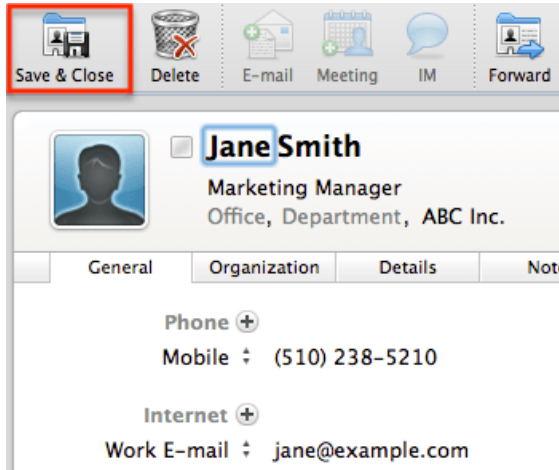 Save & Close Delete E-mail Meeting IM Forward
Jane Smith
Marketing Manager
Office, Department, ABC Inc.
General Organization Details
Phone
Mobile (510) 238-5210
Internet
Work E-mail jane@example.com